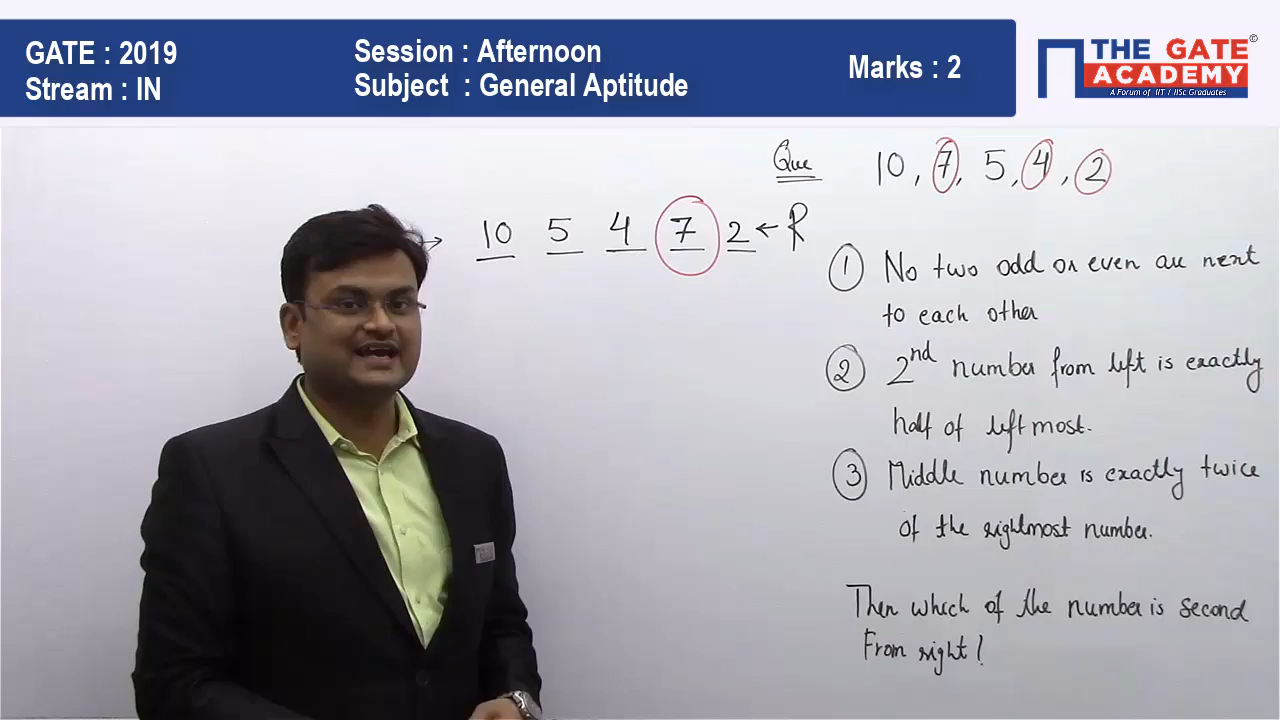 GATE : 2019
Stream : IN
Session : Afternoon
Subject : General Aptitude
Marks : 2
THE GATE
ACADEMY
©
A Forum of IIT / IISc Graduates
Que 10, 7, 5, 4, 2
→ 10 5 4 7 2 ← R
① No two odd or even are next
to each other
② 2nd number from left is exactly
half of left most.
③ Middle number is exactly twice
of the rightmost number.
Then which of the number is second
From right?